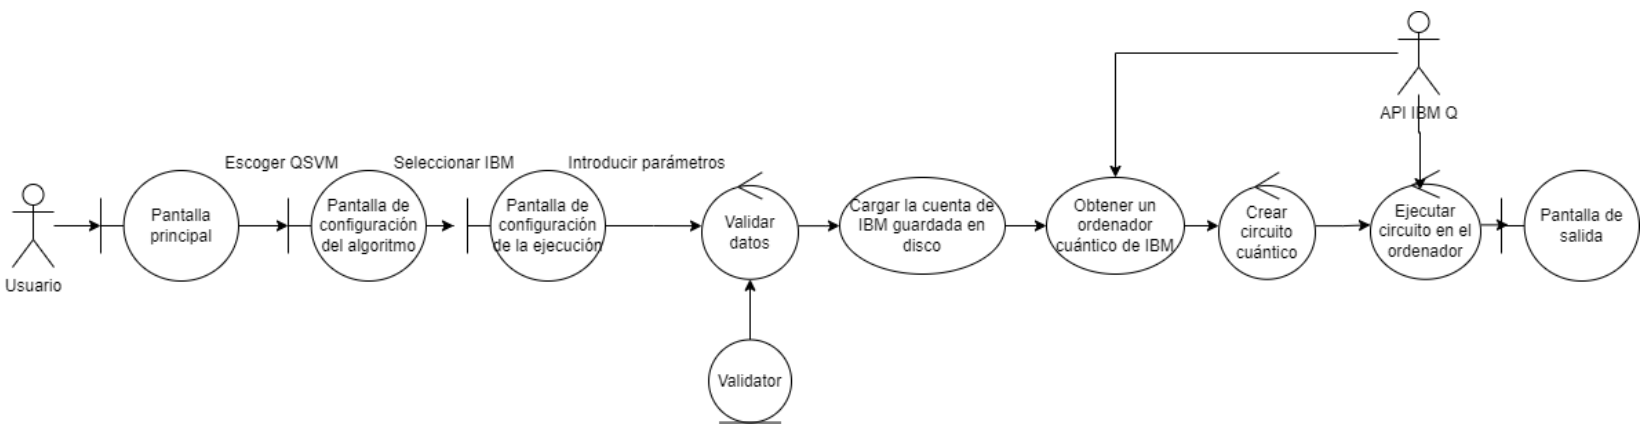 API IBM Q
Escoger QSVM
Seleccionar IBM
Introducir parámetros
Usuario
Pantalla
principal
Pantalla de
configuración
del algoritmo
Pantalla de
configuración
de la ejecución
Validar
datos
Cargar la cuenta de
IBM guardada en
disco
Obtener un
ordenador
cuántico de IBM
Crear
circuito
cuántico
Ejecutar
circuito en el
ordenador
Pantalla de
salida
Validator